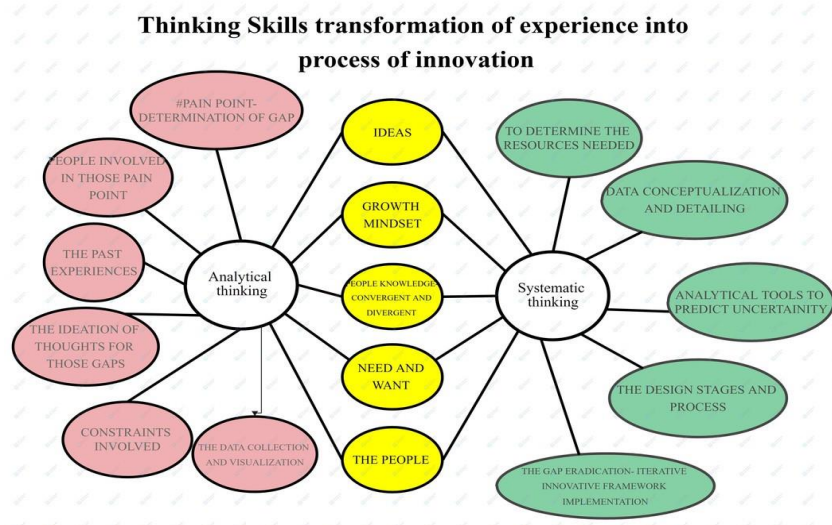 Thinking Skills transformation of experience into
process of innovation
#PAIN POINT-
DETERMINATION OF GAP
PEOPLE INVOLVED
IN THOSE PAIN
POINT
THE PAST
EXPERIENCES
THE IDEATION OF
THOUGHTS FOR
THOSE GAPS
CONSTRAINTS
INVOLVED
THE DATA COLLECTION
AND VISUALIZATION
Analytical
thinking
IDEAS
GROWTH
MINDSET
PEOPLE KNOWLEDGE-
CONVERGENT AND
DIVERGENT
NEED AND
WANT
THE PEOPLE
Systematic
thinking
TO DETERMINE THE
RESOURCES NEEDED
DATA CONCEPTUALIZATION
AND DETAILING
ANALYTICAL TOOLS TO
PREDICT UNCERTAINITY
THE DESIGN STAGES AND
PROCESS
THE GAP ERADICATION- ITERATIVE
INNOVATIVE FRAMEWORK
IMPLEMENTATION